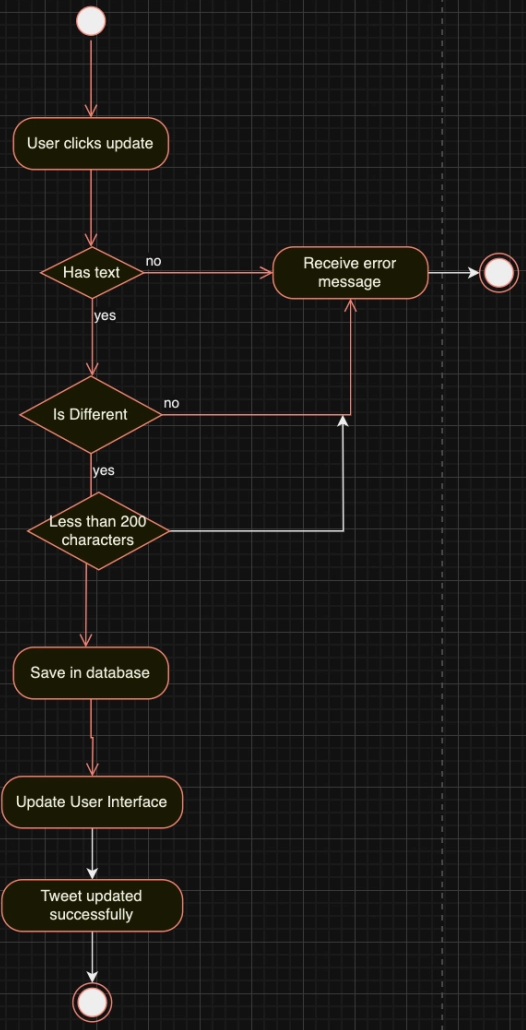 User clicks update
Has text
no
Receive error
message
yes
Is Different
no
yes
Less than 200
characters
Save in database
Update User Interface
Tweet updated
successfully